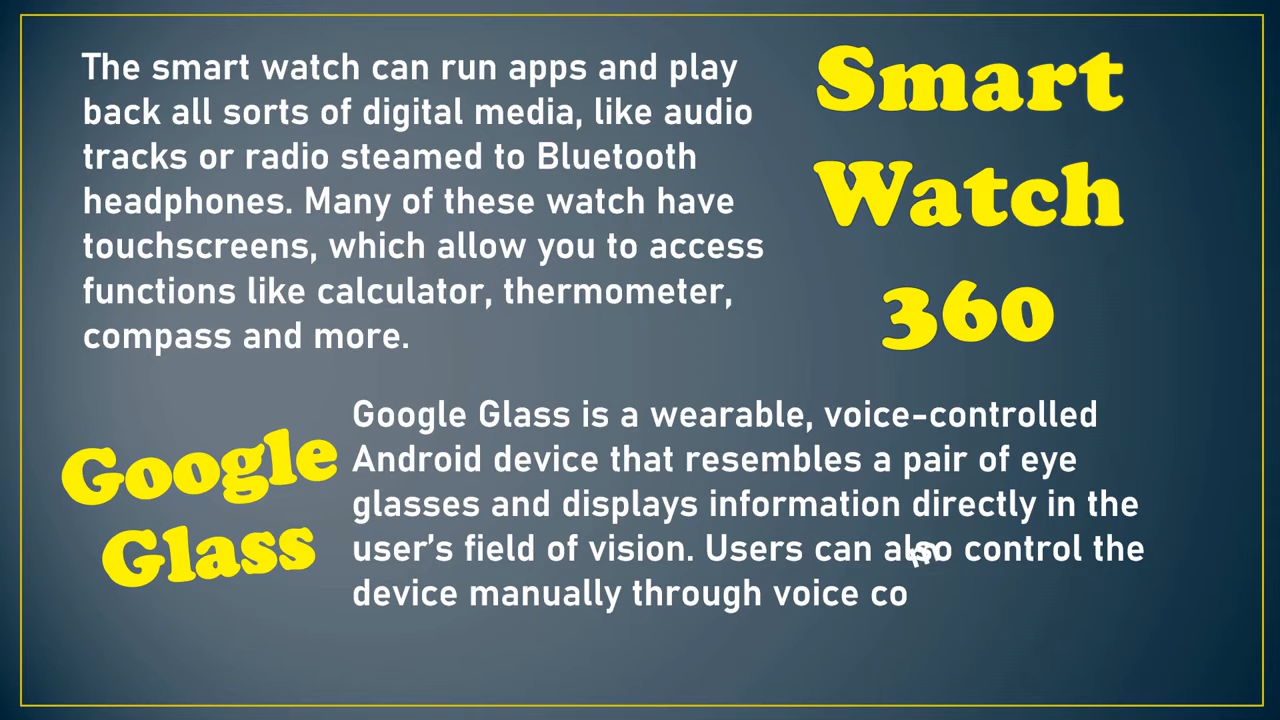 The smart watch can run apps and play
back all sorts of digital media, like audio
tracks or radio steamed to Bluetooth
headphones. Many of these watch have
touchscreens, which allow you to access
functions like calculator, thermometer,
compass and more.
Smart
Watch
360
Google
Glass
Google Glass is a wearable, voice-controlled
Android device that resembles a pair of eye
glasses and displays information directly in the
user’s field of vision. Users can also control the
device manually through voice co